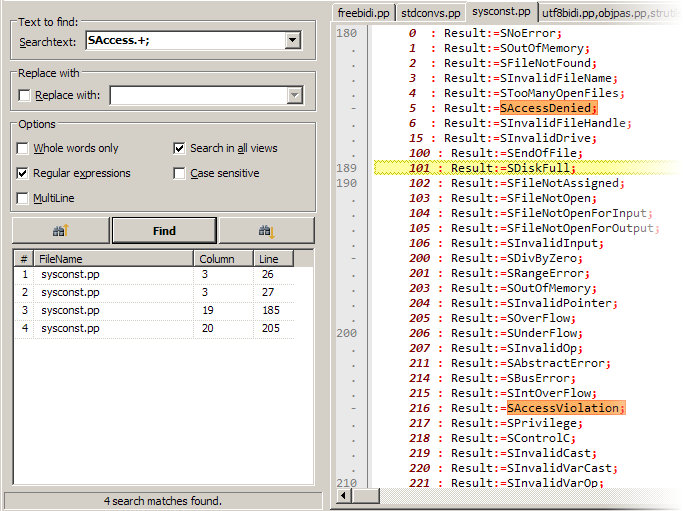 Text to find:
Searchtext: SAccess.+;
Replace with
Replace with:
Options
Whole words only
Search in all views
Regular expressions
Case sensitive
MultiLine
Find
# FileName Column Line
1 sysconst.pp 3 26
2 sysconst.pp 3 27
3 sysconst.pp 19 185
4 sysconst.pp 20 205
4 search matches found.
freebidi.pp stdconvs.pp sysconst.pp utf8bidi.pp,objpas.pp,strutil
180 0 : Result:=SNoError;
. 1 : Result:=SOutOfMemory;
. 2 : Result:=SFileNotFound;
. 3 : Result:=SInvalidFileName;
. 4 : Result:=STooManyOpenFiles;
- 5 : Result:=SAccessDenied;
. 6 : Result:=SInvalidFileHandle;
. 15 : Result:=SInvalidDrive;
. 100 : Result:=SEndOfFile;
189 101 : Result:=SDiskFull;
190 102 : Result:=SFileNotAssigned;
. 103 : Result:=SFileNotOpen;
. 104 : Result:=SFileNotOpenForInput;
. 105 : Result:=SFileNotOpenForOutput;
. 106 : Result:=SInvalidInput;
- 200 : Result:=SDivByZero;
. 201 : Result:=SRangeError;
. 203 : Result:=SOutOfMemory;
. 204 : Result:=SInvalidPointer;
. 205 : Result:=SOverFlow;
200 206 : Result:=SUnderFlow;
. 207 : Result:=SInvalidOp;
. 211 : Result:=SAbstractError;
. 214 : Result:=SBusError;
. 215 : Result:=SIntOverFlow;
- 216 : Result:=SAccessViolation;
. 217 : Result:=SPrivilege;
. 218 : Result:=SControlC;
. 219 : Result:=SInvalidCast;
. 220 : Result:=SInvalidVarCast;
210 221 : Result:=SInvalidVarOp;